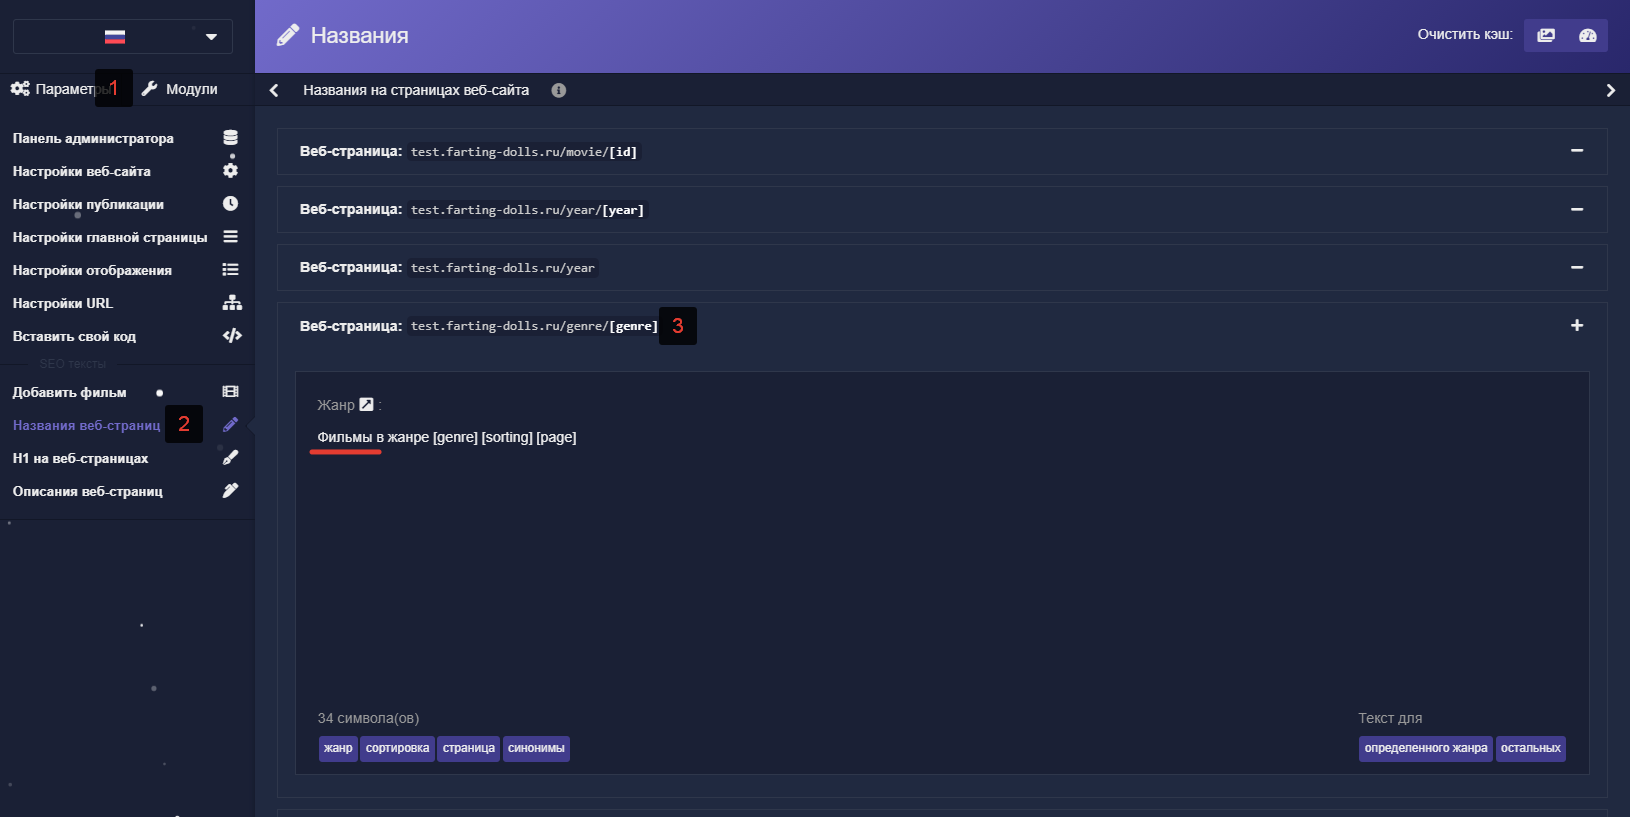 Названия
Очистить кэш:
Параметры 1 Модули
Названия на страницах веб-сайта
Панель администратора
Настройки веб-сайта
Настройки публикации
Настройки главной страницы
Настройки отображения
Настройки URL
Вставить свой код
SEO тексты
Добавить фильм
Названия веб-страниц 2
H1 на веб-страницах
Описания веб-страниц
Веб-страница: test.farting-dolls.ru/movie/[id]
Веб-страница: test.farting-dolls.ru/year/[year]
Веб-страница: test.farting-dolls.ru/year
Веб-страница: test.farting-dolls.ru/genre/[genre] 3
Жанр :
Фильмы в жанре [genre] [sorting] [page]
34 символа(ов)
жанр сортировка страница синонимы
Текст для
определенного жанра остальных